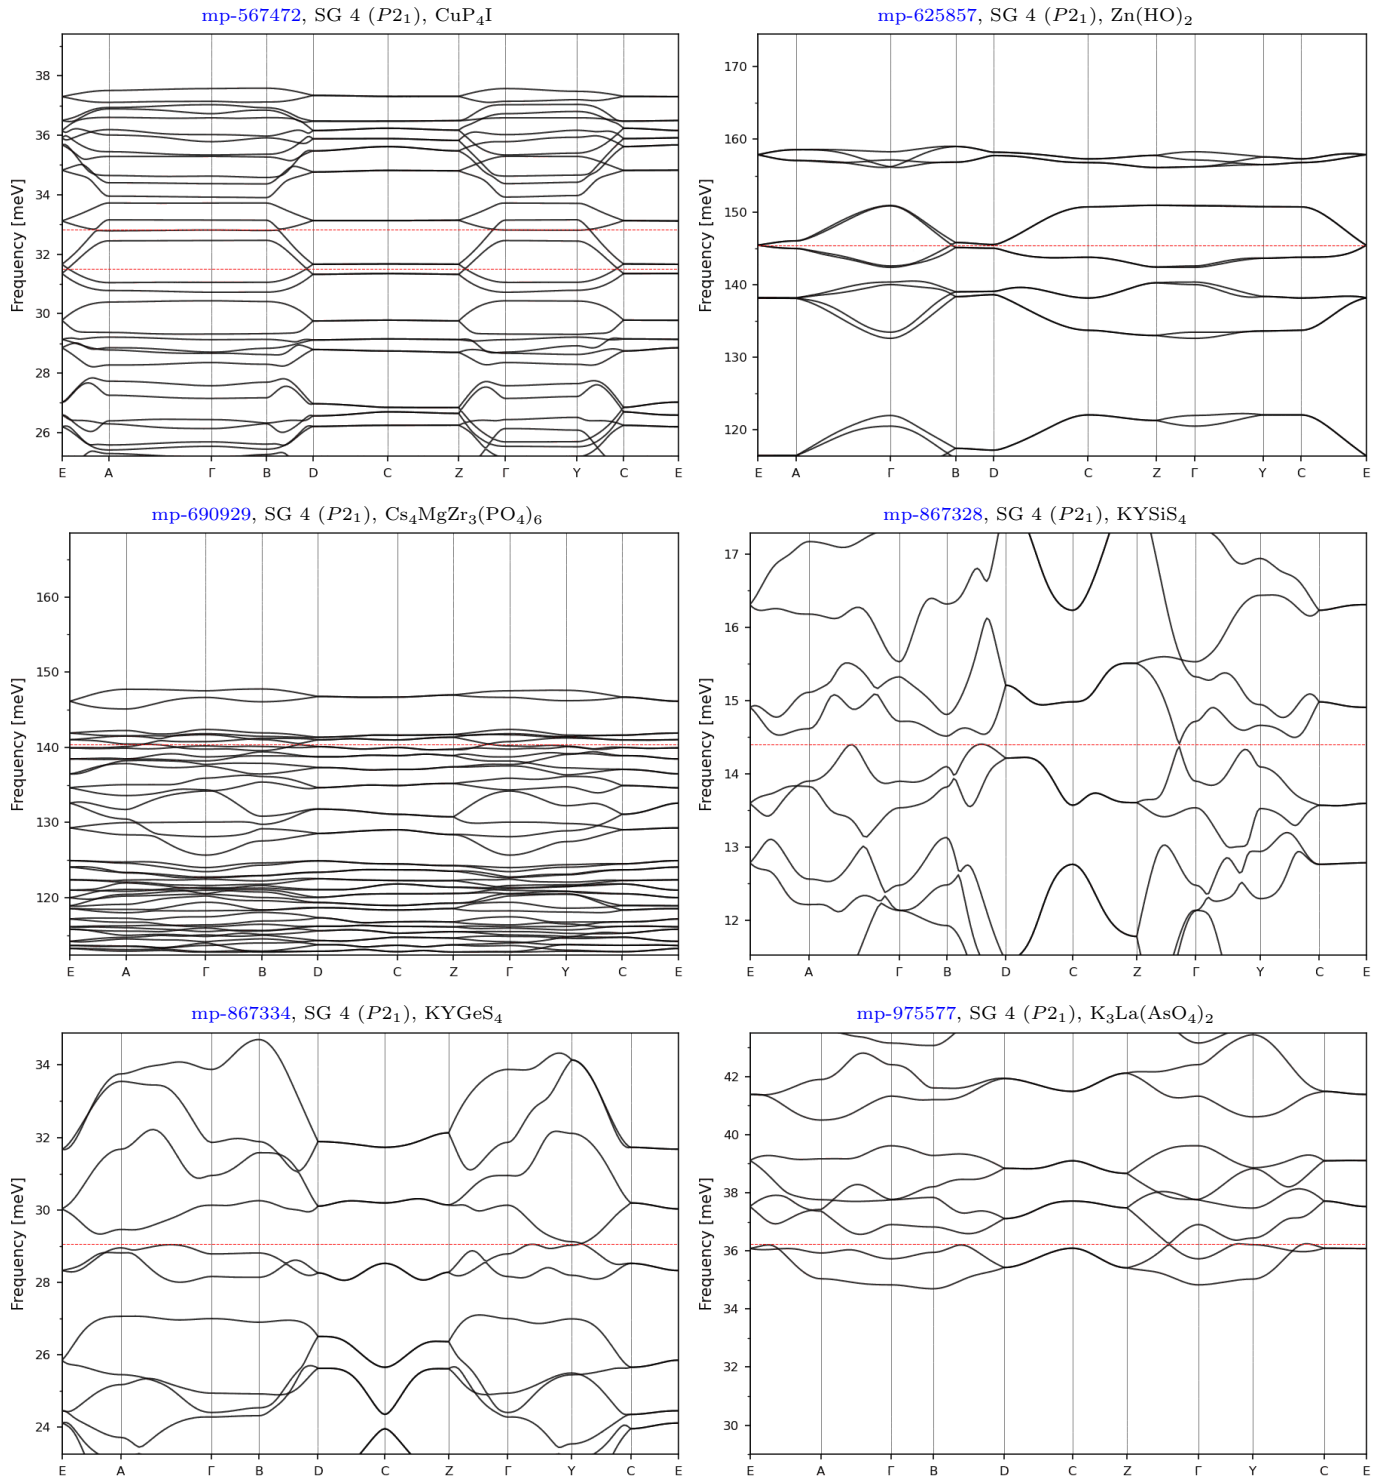 mp-567472, SG 4 (P2₁), CuP₄I
Frequency [meV]
38
36
34
32
30
28
26
E A Γ B D C Z Γ Y C E
mp-625857, SG 4 (P2₁), Zn(HO)₂
Frequency [meV]
170
160
150
140
130
120
E A Γ B D C Z Γ Y C E
mp-690929, SG 4 (P2₁), Cs₄MgZr₃(PO₄)₆
Frequency [meV]
160
150
140
130
120
E A Γ B D C Z Γ Y C E
mp-867328, SG 4 (P2₁), KYSiS₄
Frequency [meV]
17
16
15
14
13
12
E A Γ B D C Z Γ Y C E
mp-867334, SG 4 (P2₁), KYGeS₄
Frequency [meV]
34
32
30
28
26
24
E A Γ B D C Z Γ Y C E
mp-975577, SG 4 (P2₁), K₃La(AsO₄)₂
Frequency [meV]
42
40
38
36
34
32
30
E A Γ B D C Z Γ Y C E